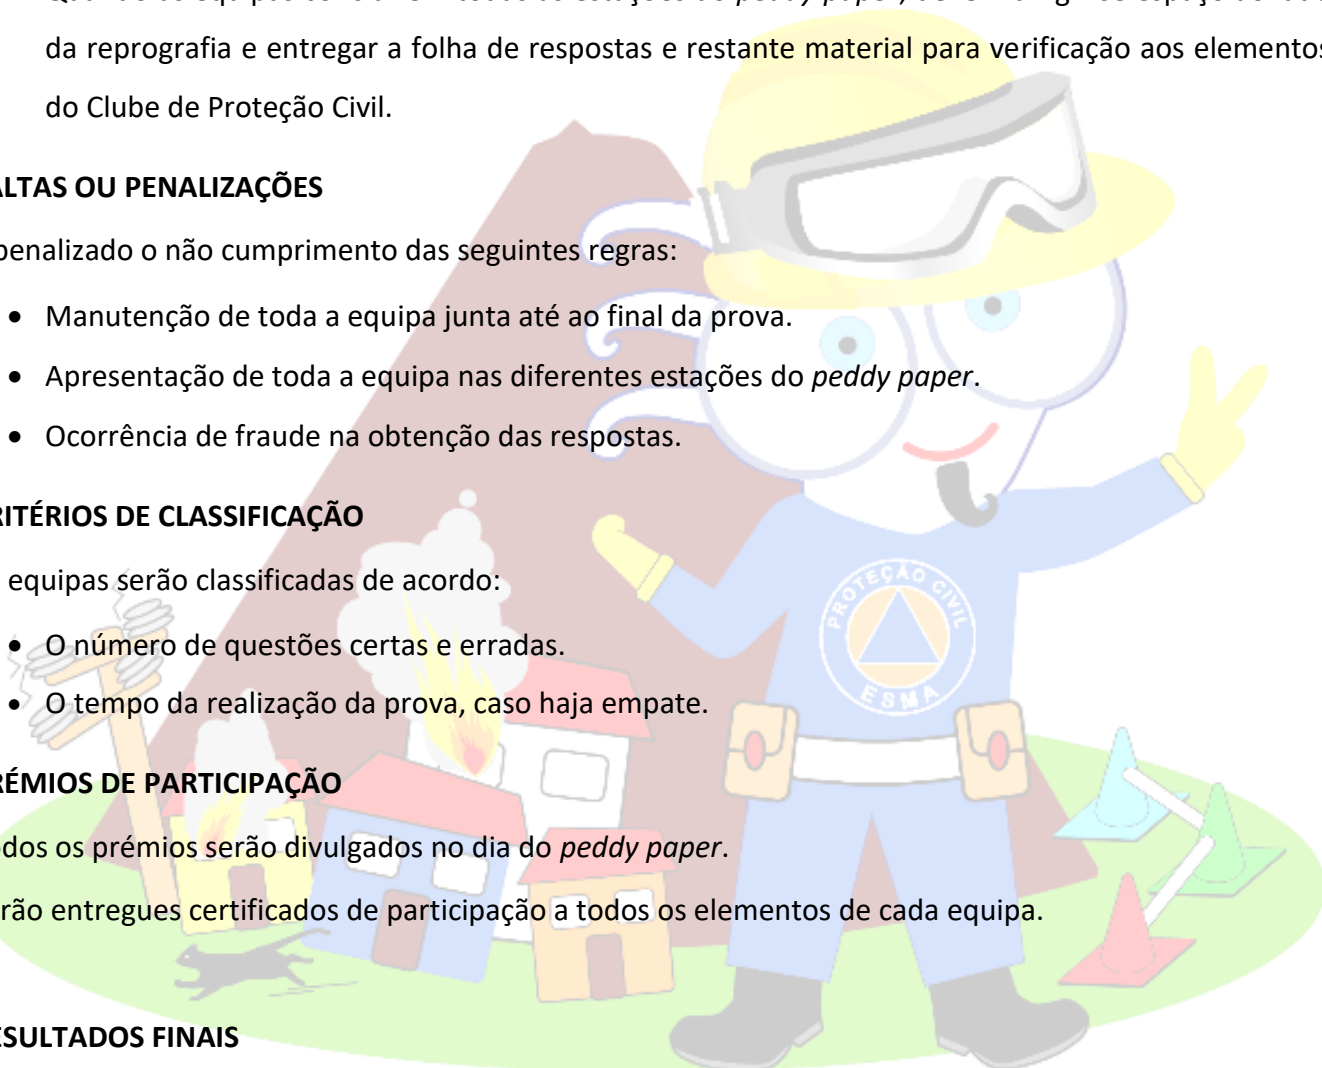 da reprografia e entregar a folha de respostas e restante material para verificação aos elementos
do Clube de Proteção Civil.
ALTAS OU PENALIZAÇÕES
penalizado o não cumprimento das seguintes regras:
• Manutenção de toda a equipa junta até ao final da prova.
• Apresentação de toda a equipa nas diferentes estações do peddy paper.
• Ocorrência de fraude na obtenção das respostas.
RITÉRIOS DE CLASSIFICAÇÃO
equipas serão classificadas de acordo:
• O número de questões certas e erradas.
• O tempo da realização da prova, caso haja empate.
RÉMIOS DE PARTICIPAÇÃO
odos os prémios serão divulgados no dia do peddy paper.
rão entregues certificados de participação a todos os elementos de cada equipa.
ESULTADOS FINAIS
PROTEÇÃO CIVIL
ESMA